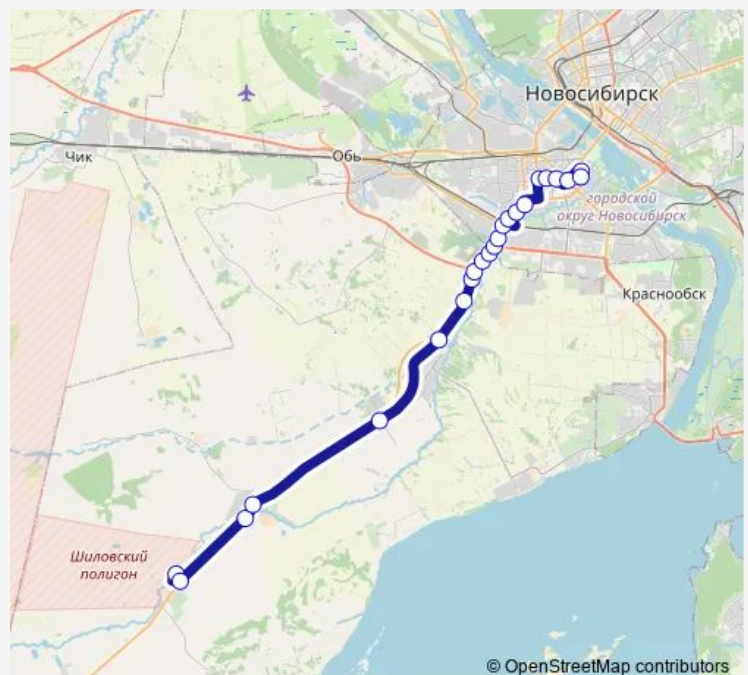 Новосибирск
Чик
Обь
городской
округ Новосибирск
Краснообск
Шиловский
полигон
© OpenStreetMap contributors